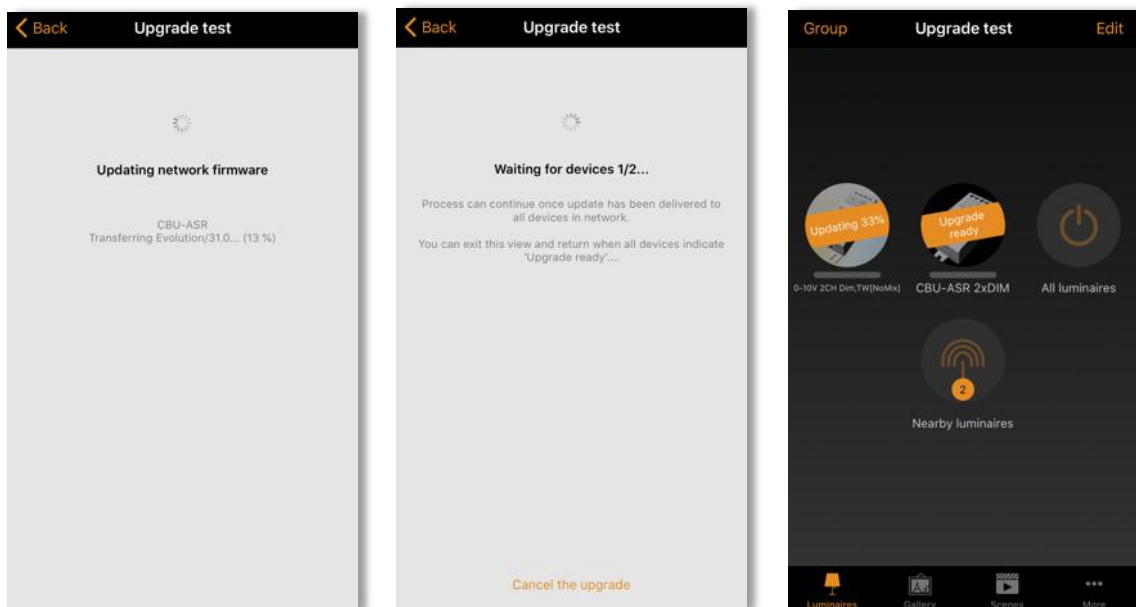 Back
Upgrade test
Updating network firmware
CBU-ASR
Transferring Evolution/31.0... (13 %)
Back
Upgrade test
Waiting for devices 1/2...
Process can continue once update has been delivered to
all devices in network.
You can exit this view and return when all devices indicate
'Upgrade ready'....
Cancel the upgrade
Group
Upgrade test
Edit
Updating 33%
Upgrade
ready
0-10V 2CH Dim,TW[NoMix]
CBU-ASR 2xDIM
All luminaires
2
Nearby luminaires
Luminaires
Gallery
Scenes
More